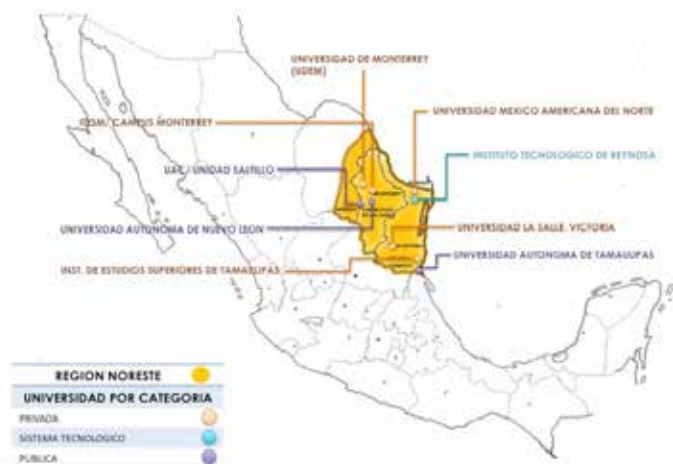 UNIVERSIDAD DE MONTERREY
(UDEM)
UNIVERSIDAD MEXICO AMERICANA DEL NORTE
CAMPUS MONTERREY
INSTITUTO TECNOLOGICO DE REYNOSA
UAC/ UNIDAD SALTILLO
UNIVERSIDAD LA SALLE. VICTORIA
UNIVERSIDAD AUTONOMA DE NUEVO LEON
UNIVERSIDAD AUTONOMA DE TAMAULIPAS
INST. DE ESTUDIOS SUPERIORES DE TAMAULIPAS
REGION NORESTE
UNIVERSIDAD POR CATEGORIA
PRIVADA
SISTEMA TECNOLOGICO
PUBLICA